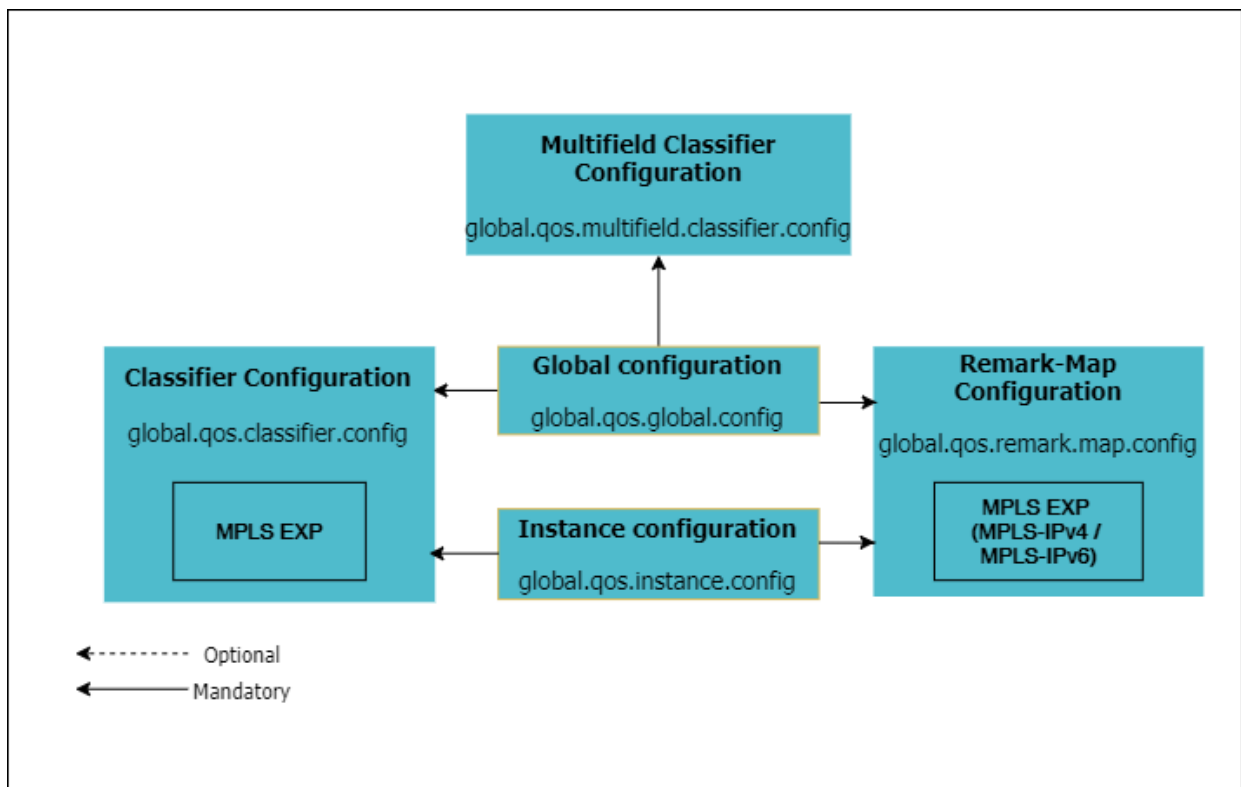 Multifield Classifier
Configuration
global.qos.multifield.classifier.config
Classifier Configuration
global.qos.classifier.config
MPLS EXP
Global configuration
global.qos.global.config
Instance configuration
global.qos.instance.config
Remark-Map
Configuration
global.qos.remark.map.config
MPLS EXP
(MPLS-IPv4 /
MPLS-IPv6)
Optional
Mandatory